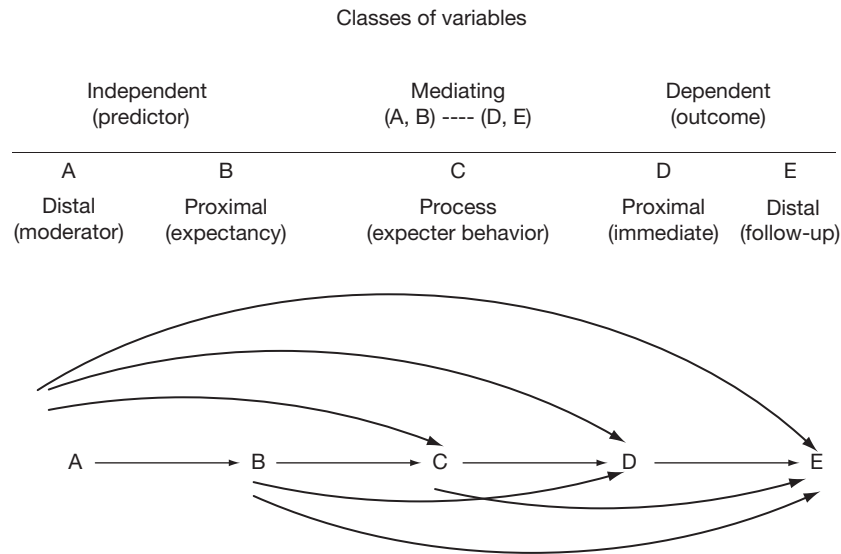 Classes of variables
Independent Mediating Dependent
(predictor) (A, B) ---- (D, E) (outcome)
A B C D E
Distal Proximal Process Proximal Distal
(moderator) (expectancy) (expecter behavior) (immediate) (follow-up)
A B C D E